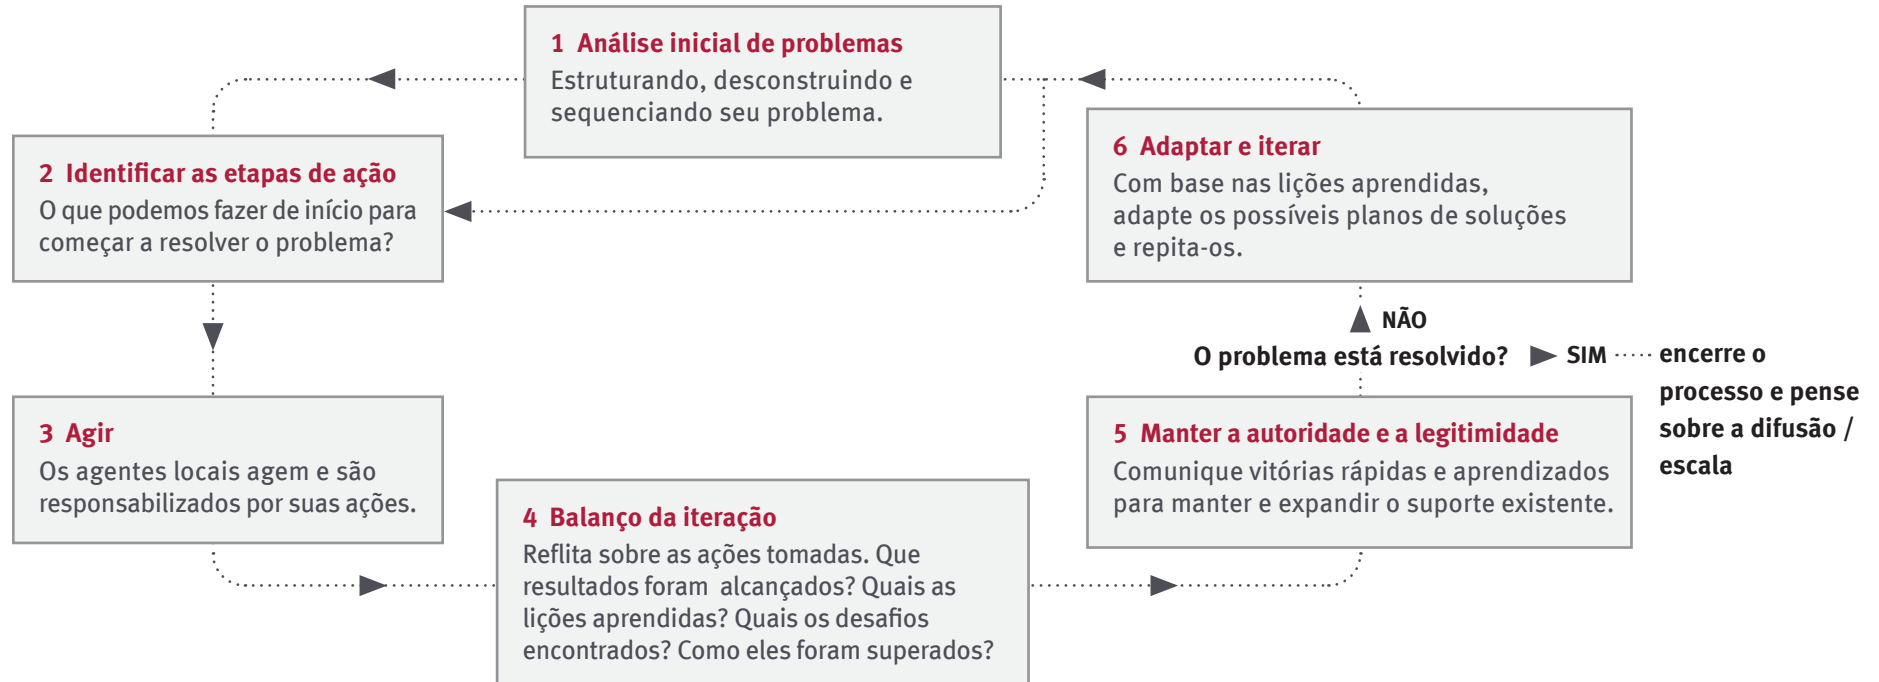 1 Análise inicial de problemas
Estruturando, desconstruindo e
sequenciando seu problema.
2 Identificar as etapas de ação
O que podemos fazer de início para
começar a resolver o problema?
3 Agir
Os agentes locais agem e são
responsabilizados por suas ações.
4 Balanço da iteração
Reflita sobre as ações tomadas. Que
resultados foram alcançados? Quais as
lições aprendidas? Quais os desafios
encontrados? Como eles foram superados?
5 Manter a autoridade e a legitimidade
Comunique vitórias rápidas e aprendizados
para manter e expandir o suporte existente.
O problema está resolvido?
SIM
encerre o
processo e pense
sobre a difusão /
escala
NÃO
6 Adaptar e iterar
Com base nas lições aprendidas,
adapte os possíveis planos de soluções
e repita-os.